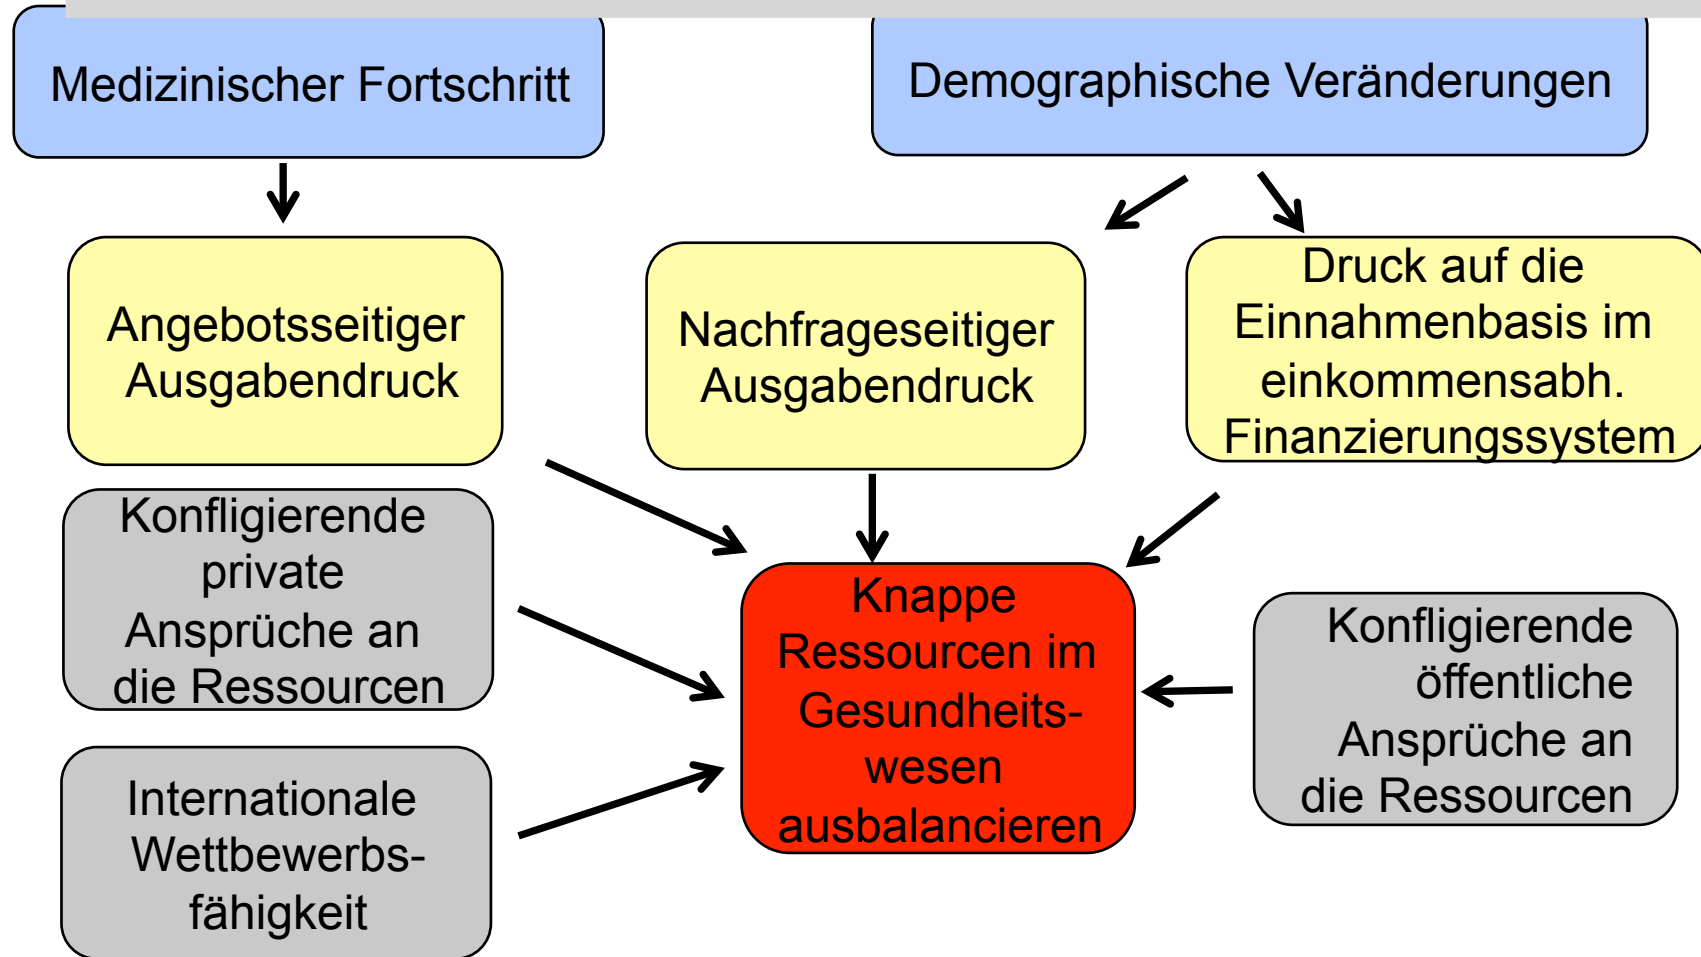 Medizinischer Fortschritt
Demographische Veränderungen
Angebotsseitiger
Ausgabendruck
Nachfrageseitiger
Ausgabendruck
Druck auf die
Einnahmenbasis im
einkommensabh.
Finanzierungssystem
Konfligierende
private
Ansprüche an
die Ressourcen
Knappe
Ressourcen im
Gesundheits-
wesen
ausbalancieren
Konfligierende
öffentliche
Ansprüche an
die Ressourcen
Internationale
Wettbewerbs-
fähigkeit